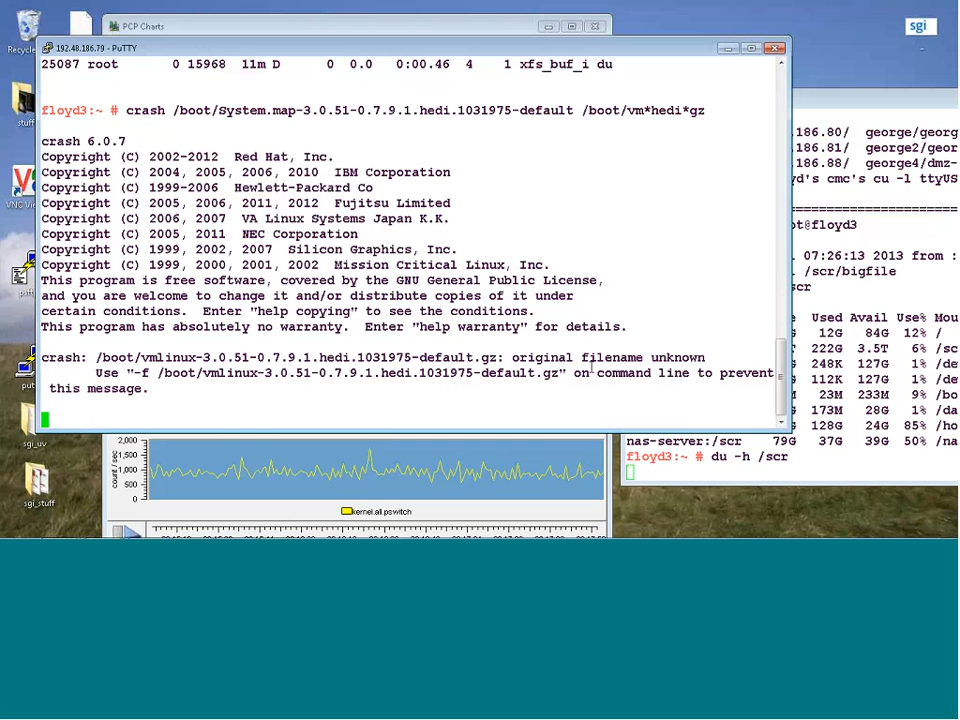 PCP Charts
sgi
Recycle
192.48.186.79 - PuTTY
25087 root 0 15968 11m D 0 0.0 0:00.46 4 1 xfs_buf_i du
floyd3:~ # crash /boot/System.map-3.0.51-0.7.9.1.hedi.1031975-default /boot/vm*hedi*gz
crash 6.0.7
Copyright (C) 2002-2012 Red Hat, Inc.
Copyright (C) 2004, 2005, 2006, 2010 IBM Corporation
Copyright (C) 1999-2006 Hewlett-Packard Co
Copyright (C) 2005, 2006, 2011, 2012 Fujitsu Limited
Copyright (C) 2006, 2007 VA Linux Systems Japan K.K.
Copyright (C) 2005, 2011 NEC Corporation
Copyright (C) 1999, 2002, 2007 Silicon Graphics, Inc.
Copyright (C) 1999, 2000, 2001, 2002 Mission Critical Linux, Inc.
This program is free software, covered by the GNU General Public License,
and you are welcome to change it and/or distribute copies of it under
certain conditions. Enter "help copying" to see the conditions.
This program has absolutely no warranty. Enter "help warranty" for details.
crash: /boot/vmlinux-3.0.51-0.7.9.1.hedi.1031975-default.gz: original filename unknown
Use "-f /boot/vmlinux-3.0.51-0.7.9.1.hedi.1031975-default.gz" on command line to prevent
this message.
stuff
VNC Vie
sgi_uv
sgi_stuff
.186.80/ george/georg
.186.81/ george2/geor
.186.88/ george4/dmz-
yd's cmc's cu -l ttyUS
ot@floyd3
07:26:13 2013 from :
/scr/bigfile
scr
Used Avail Use% Mou
12G 84G 12% /
222G 3.5T 6% /sc
248K 127G 1% /de
112K 127G 1% /de
23M 233M 9% /bo
173M 28G 1% /da
128G 24G 85% /ho
nas-server:/scr 79G 37G 39G 50% /na
floyd3:~ # du -h /scr
count / sec
2,000
1,500
1,000
500
0
kernel.all.pswitch